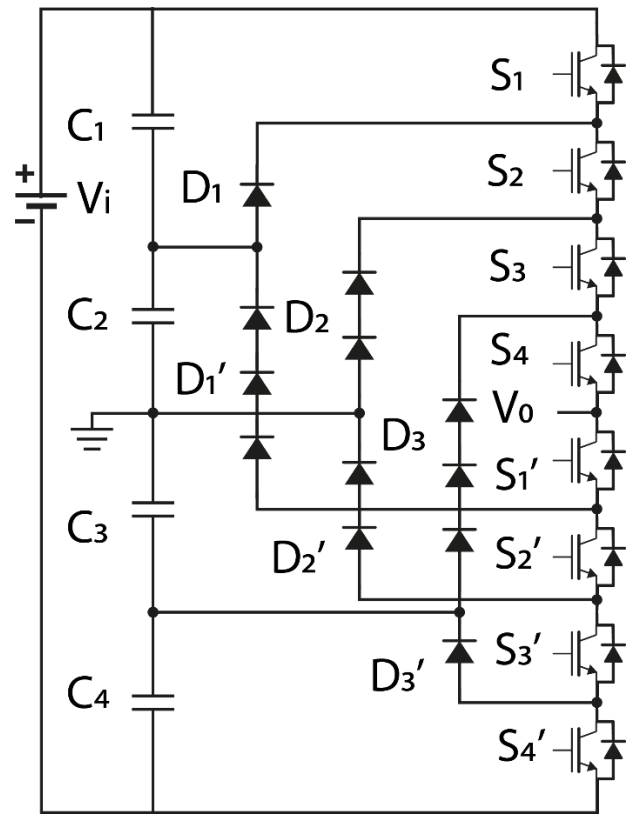 S1
C1
S2
D1
+
Vi
-
S3
C2
D2
S4
D1'
V0
D3
S1'
C3
S2'
D2'
S3'
D3'
C4
S4'